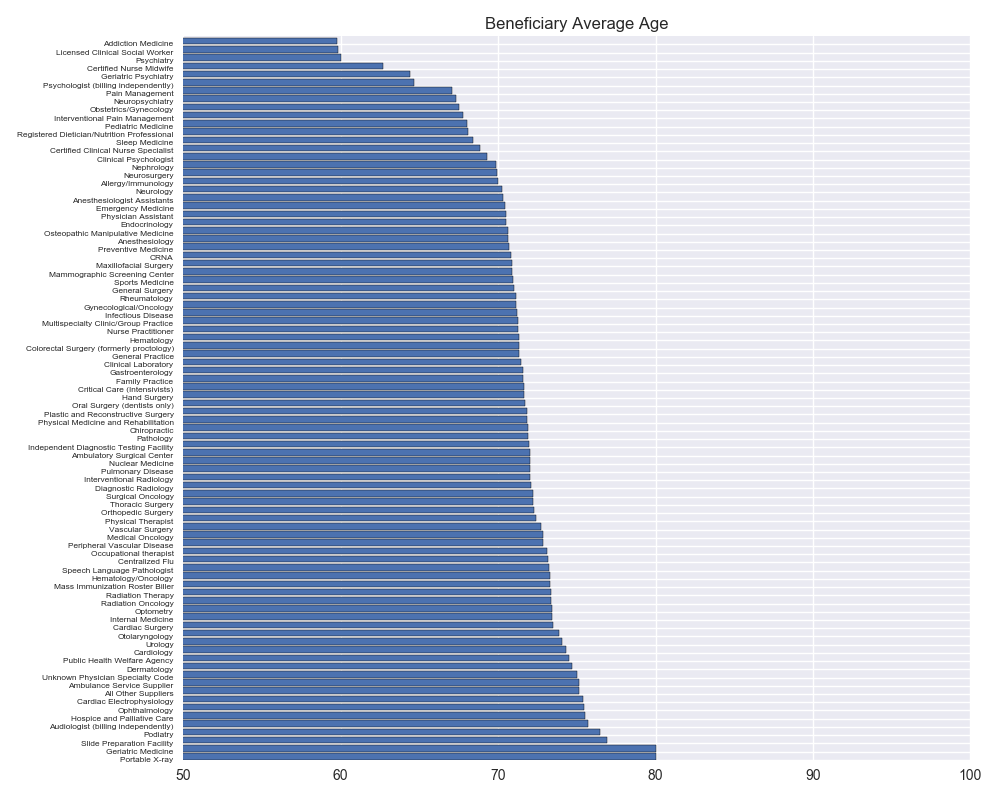 Beneficiary Average Age
Addiction Medicine
Licensed Clinical Social Worker
Psychiatry
Certified Nurse Midwife
Geriatric Psychiatry
Psychologist (billing independently)
Pain Management
Neuropsychiatry
Obstetrics/Gynecology
Interventional Pain Management
Pediatric Medicine
Registered Dietician/Nutrition Professional
Sleep Medicine
Certified Clinical Nurse Specialist
Clinical Psychologist
Nephrology
Neurosurgery
Allergy/Immunology
Neurology
Anesthesiologist Assistants
Emergency Medicine
Physician Assistant
Endocrinology
Osteopathic Manipulative Medicine
Anesthesiology
Preventive Medicine
CRNA
Maxillofacial Surgery
Mammographic Screening Center
Sports Medicine
General Surgery
Rheumatology
Gynecological/Oncology
Infectious Disease
Multispecialty Clinic/Group Practice
Nurse Practitioner
Hematology
Colorectal Surgery (formerly proctology)
General Practice
Clinical Laboratory
Gastroenterology
Family Practice
Critical Care (Intensivists)
Hand Surgery
Oral Surgery (dentists only)
Plastic and Reconstructive Surgery
Physical Medicine and Rehabilitation
Chiropractic
Pathology
Independent Diagnostic Testing Facility
Ambulatory Surgical Center
Nuclear Medicine
Pulmonary Disease
Interventional Radiology
Diagnostic Radiology
Surgical Oncology
Thoracic Surgery
Orthopedic Surgery
Physical Therapist
Vascular Surgery
Medical Oncology
Peripheral Vascular Disease
Occupational therapist
Centralized Flu
Speech Language Pathologist
Hematology/Oncology
Mass Immunization Roster Biller
Radiation Therapy
Radiation Oncology
Optometry
Internal Medicine
Cardiac Surgery
Otolaryngology
Urology
Cardiology
Public Health Welfare Agency
Dermatology
Unknown Physician Specialty Code
Ambulance Service Supplier
All Other Suppliers
Cardiac Electrophysiology
Ophthalmology
Hospice and Palliative Care
Audiologist (billing independently)
Podiatry
Slide Preparation Facility
Geriatric Medicine
Portable X-ray
50 60 70 80 90 100